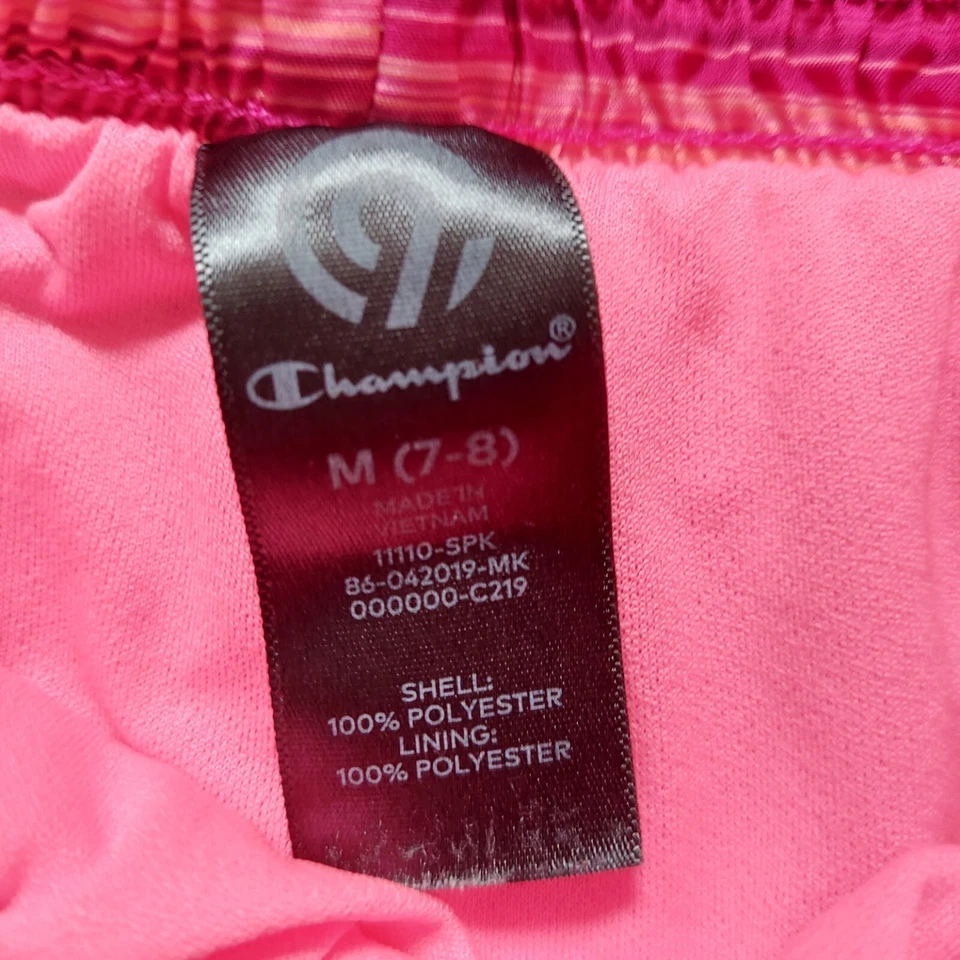 C9
Champion®
M (7-8)
MADE IN
VIETNAM
11110-SPK
86-042019-MK
000000-C219
SHELL:
100% POLYESTER
LINING:
100% POLYESTER